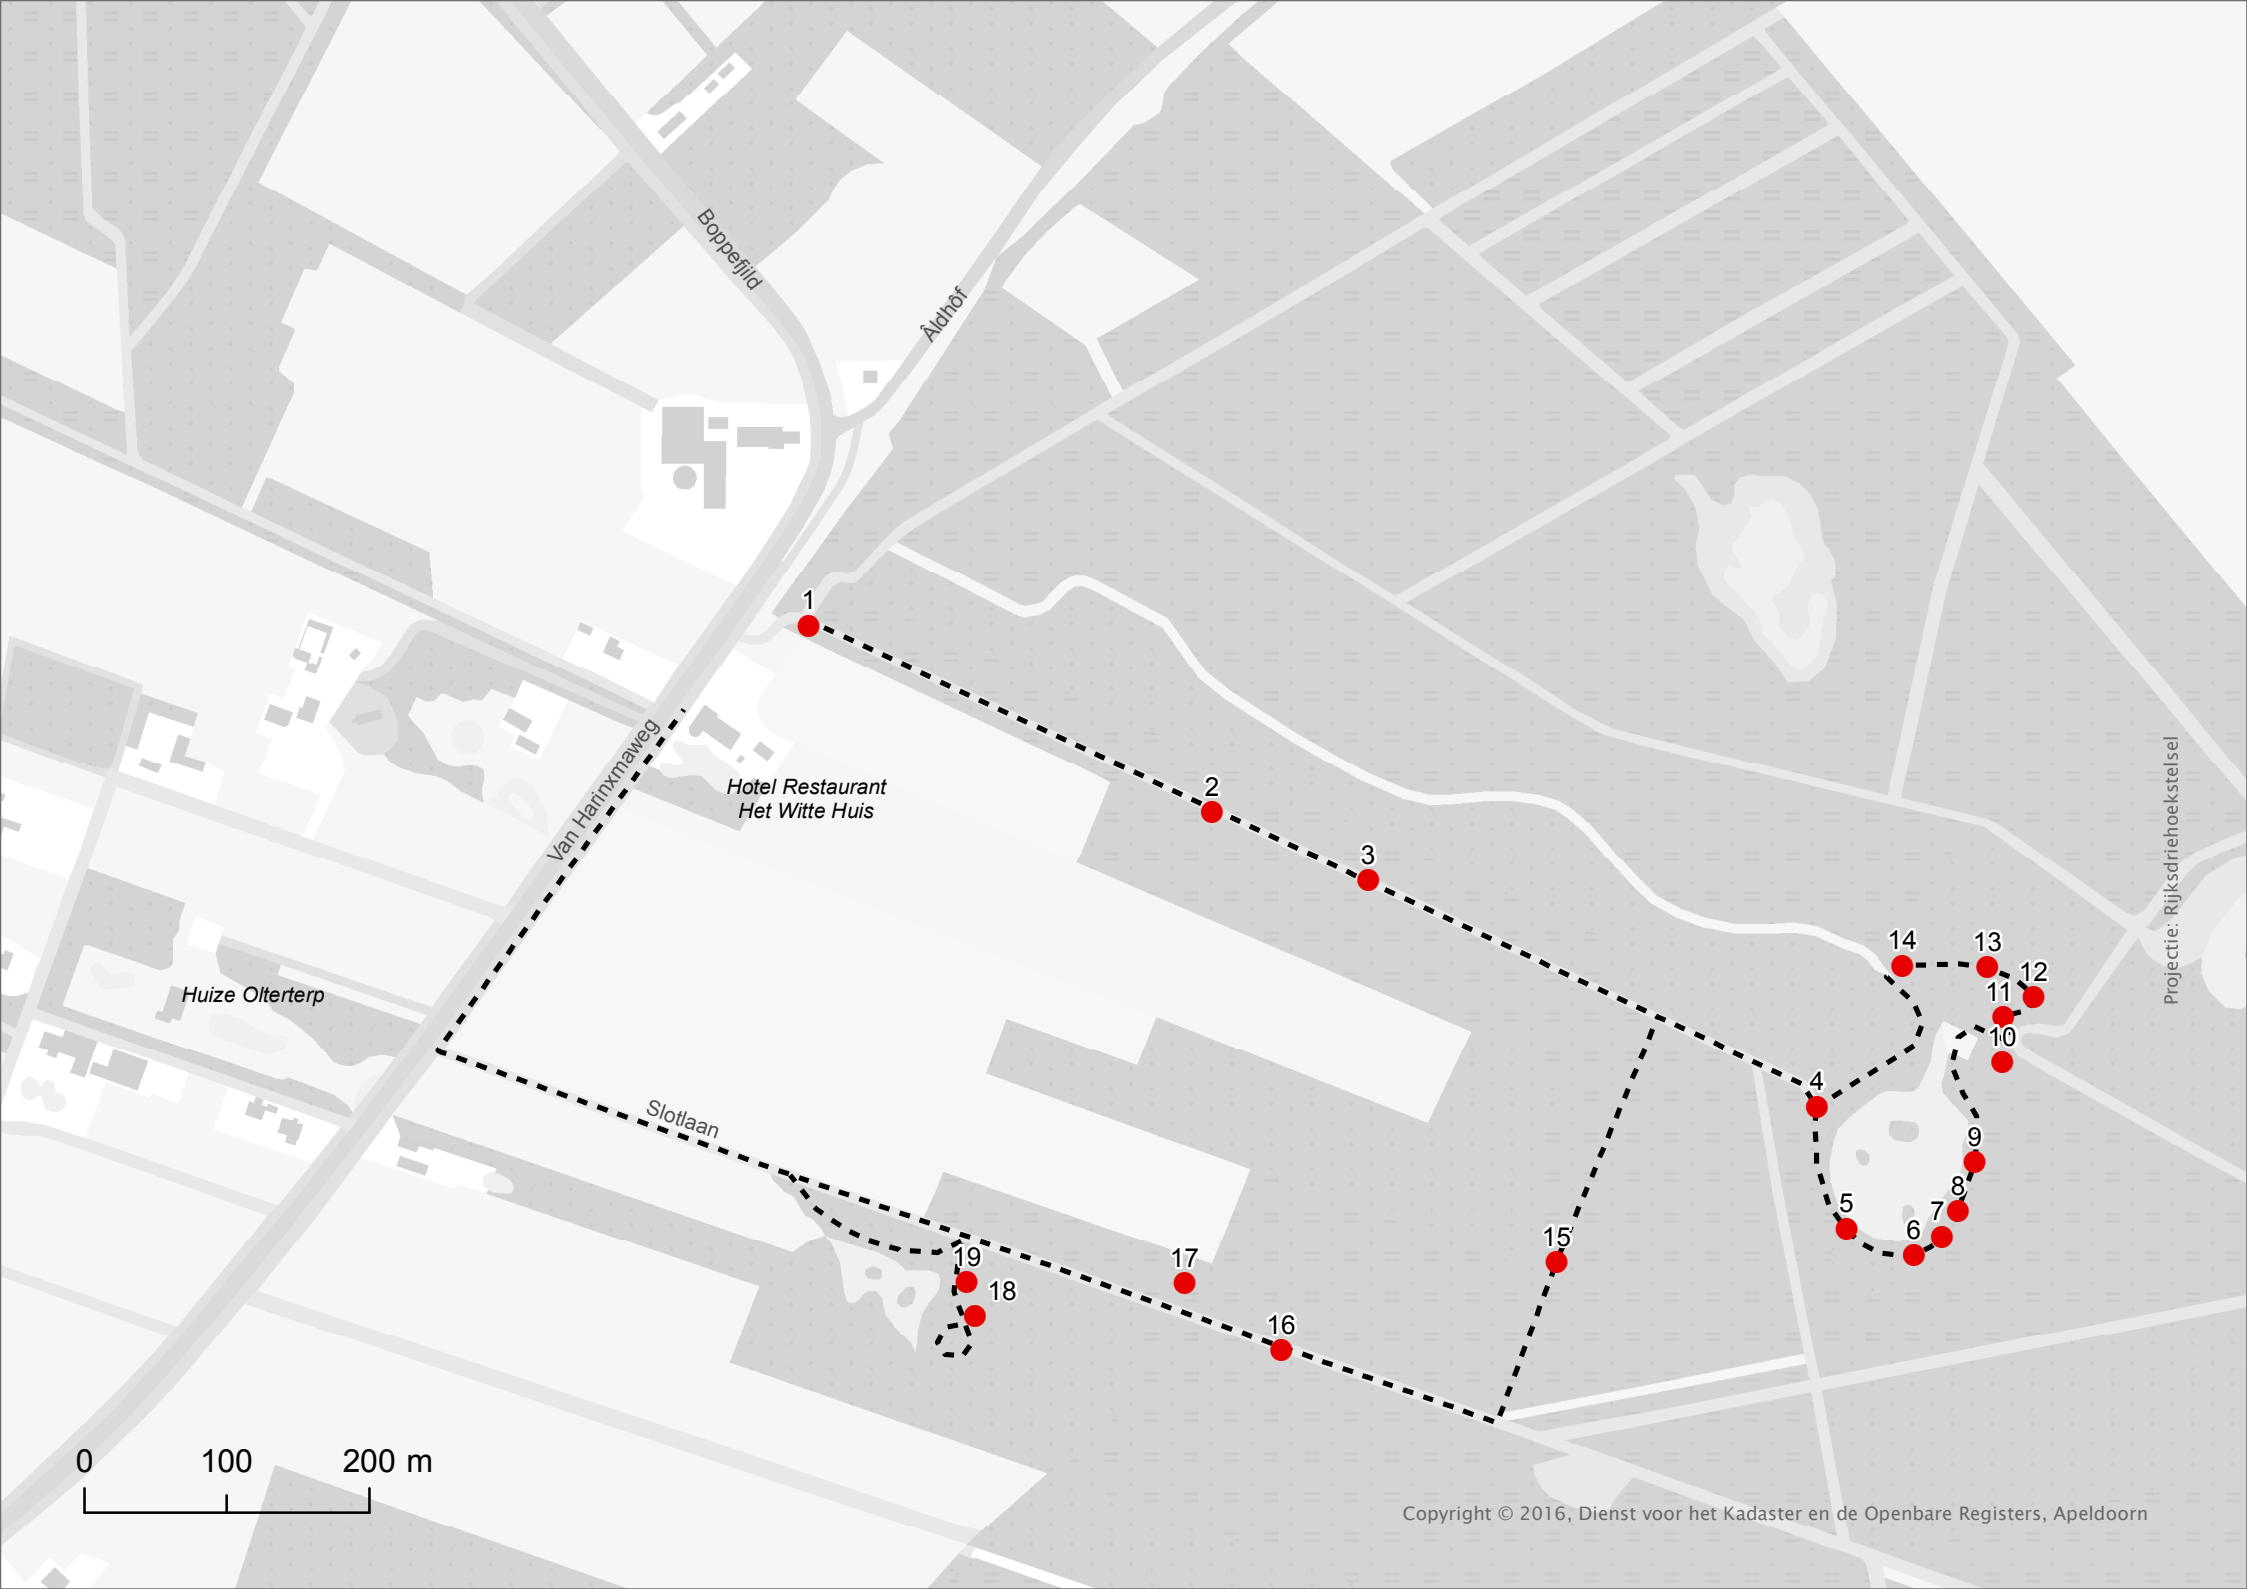 Boppefjild
Âldhôf
1
Van Harinxmaweg
Hotel Restaurant
Het Witte Huis
2
3
Projectie: Rijksdriehoekstelsel
14
13
12
11
10
Huize Olterterp
4
Slotlaan
9
8
7
5
6
15
19
17
18
16
0 100 200 m
Copyright © 2016, Dienst voor het Kadaster en de Openbare Registers, Apeldoorn